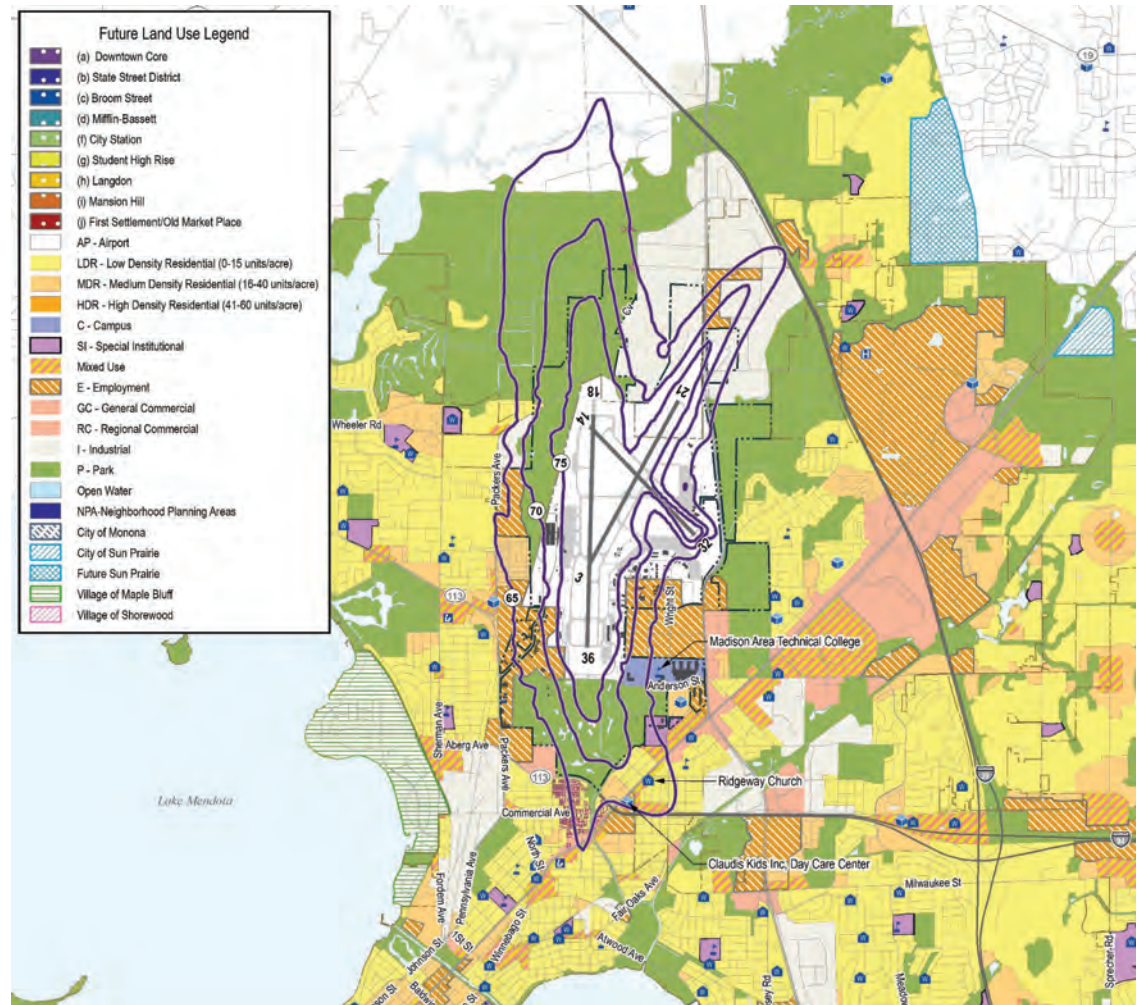 Future Land Use Legend
(a) Downtown Core
(b) State Street District
(c) Broom Street
(d) Mifflin-Bassett
(f) City Station
(g) Student High Rise
(h) Langdon
(i) Mansion Hill
(j) First Settlement/Old Market Place
AP - Airport
LDR - Low Density Residential (0-15 units/acre)
MDR - Medium Density Residential (16-40 units/acre)
HDR - High Density Residential (41-60 units/acre)
C - Campus
SI - Special Institutional
Mixed Use
E - Employment
GC - General Commercial
RC - Regional Commercial
I - Industrial
P - Park
Open Water
NPA-Neighborhood Planning Areas
City of Monona
City of Sun Prairie
Future Sun Prairie
Village of Maple Bluff
Village of Shorewood
19
CV
18
14
21
Wheeler Rd
Packers Ave
75
70
32
3
113
65
Wright St
Madison Area Technical College
36
Anderson St
Sherman Ave
Aberg Ave
Packers Ave
113
Ridgeway Church
Lake Mendota
Commercial Ave
North St
Claudis Kids Inc, Day Care Center
Fordem Ave
Pennsylvania Ave
Milwaukee St
Fair Oaks Ave
Winnebago St
1St St
Johnson St
Atwood Ave
Sprecher Rd
H